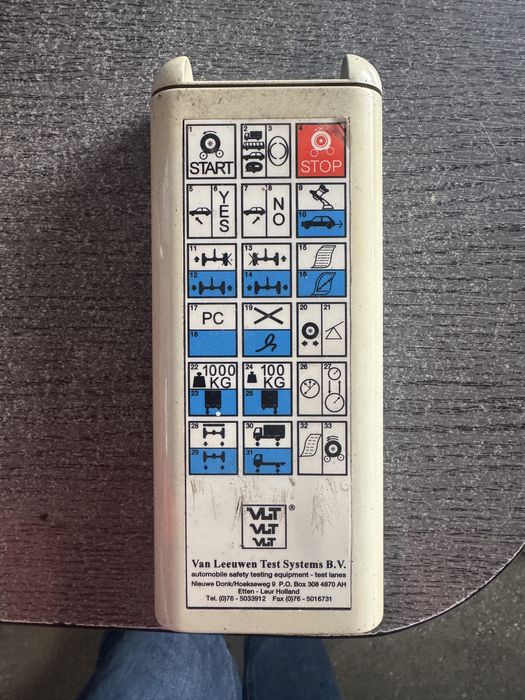 1 2 3 4
START STOP
5 6 YES 7 8 NO 9
10
11 13 15
12 14 16
17 PC 19 20 21
18
22 1000 KG 24 100 KG 26 27
23 25
28 30 32 33
29 31
VLT ®
VLT
VLT
Van Leeuwen Test Systems B.V.
automobile safety testing equipment - test lanes
Nieuwe Donk/Hoekseweg 9 P.O. Box 308 4870 AH
Etten - Leur Holland
Tel. (0)76 - 5033912 Fax (0)76 - 5016731